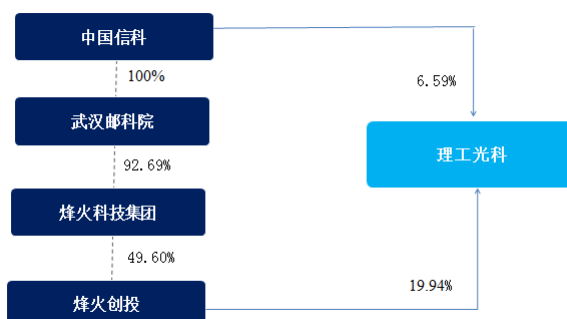 中国信科
100%
6.59%
武汉邮科院
理工光科
92.69%
烽火科技集团
49.60%
19.94%
烽火创投